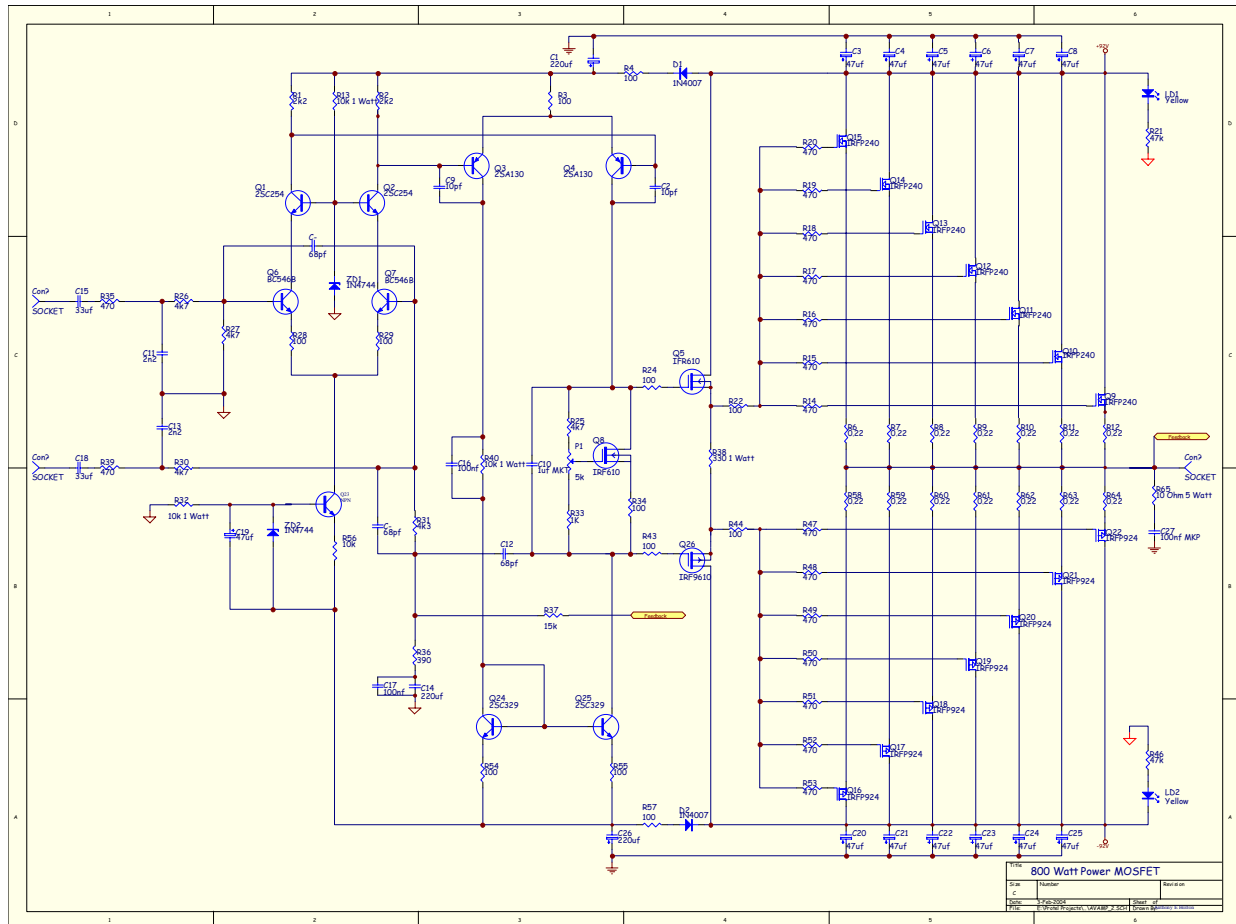 1 2 3 4 5 6
D
C
B
A
C1
220uf
R4
100
D1
1N4007
C3
47uf
C4
47uf
C5
47uf
C6
47uf
C7
47uf
C8
47uf
+92V
R1
2k2
R13
10k 1 Watt
R2
2k2
R3
100
LD1
Yellow
R21
47k
Q3
2SA130
Q4
2SA130
C9
10pf
C2
10pf
Q1
2SC254
Q2
2SC254
R20
470
Q15
IRFP240
R19
470
Q14
IRFP240
R18
470
Q13
IRFP240
R17
470
Q12
IRFP240
R16
470
Q11
IRFP240
R15
470
Q10
IRFP240
R14
470
Q9
IRFP240
C-
68pf
Q6
BC546B
ZD1
1N4744
Q7
BC546B
Con?
SOCKET
C15
33uf
R35
470
R26
4k7
R27
4k7
R28
100
R29
100
C11
2n2
C13
2n2
Q5
IFR610
R24
100
R22
100
R25
4k7
P1
5k
Q8
IRF610
R38
330 1 Watt
R6
0.22
R7
0.22
R8
0.22
R9
0.22
R10
0.22
R11
0.22
R12
0.22
Feedback
Con?
SOCKET
Con?
SOCKET
C18
33uf
R39
470
R30
4k7
C16
100nf
R40
10k 1 Watt
C10
1uf MKT
R58
0.22
R59
0.22
R60
0.22
R61
0.22
R62
0.22
R63
0.22
R64
0.22
R65
10 Ohm 5 Watt
C27
100nf MKP
R32
10k 1 Watt
C19
47uf
ZD2
1N4744
Q23
NPN
R56
10k
C-
68pf
R31
4k3
C12
68pf
R33
1K
R34
100
R43
100
Q26
IRF9610
R44
100
R47
470
Q22
IRFP924
R48
470
Q21
IRFP924
R49
470
Q20
IRFP924
R50
470
Q19
IRFP924
R51
470
Q18
IRFP924
R52
470
Q17
IRFP924
R53
470
Q16
IRFP924
R37
15k
Feedback
R36
390
C17
100nf
C14
220uf
Q24
2SC329
Q25
2SC329
R54
100
R55
100
R57
100
D2
1N4007
C26
220uf
C20
47uf
C21
47uf
C22
47uf
C23
47uf
C24
47uf
C25
47uf
-92V
R46
47k
LD2
Yellow
Title
800 Watt Power MOSFET
Size
C
Number
Revision
Date: 3-Feb-2004
Sheet of
File: E:\Protel Projects\...\AVAMP_2.SCH
Drawn By:
1 2 3 4 5 6